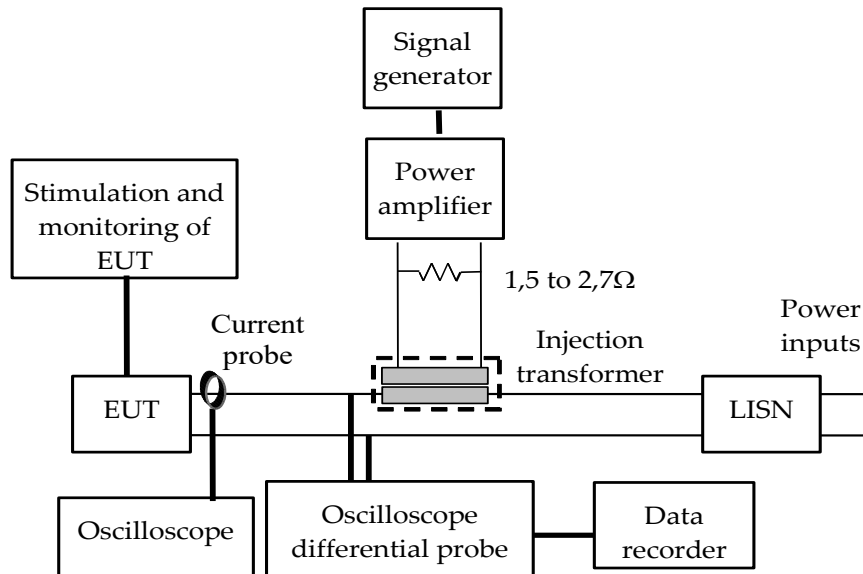 Signal
generator
Power
amplifier
Stimulation and
monitoring of
EUT
1,5 to 2,7Ω
Current
probe
Injection
transformer
Power
inputs
EUT
LISN
Oscilloscope
Oscilloscope
differential probe
Data
recorder